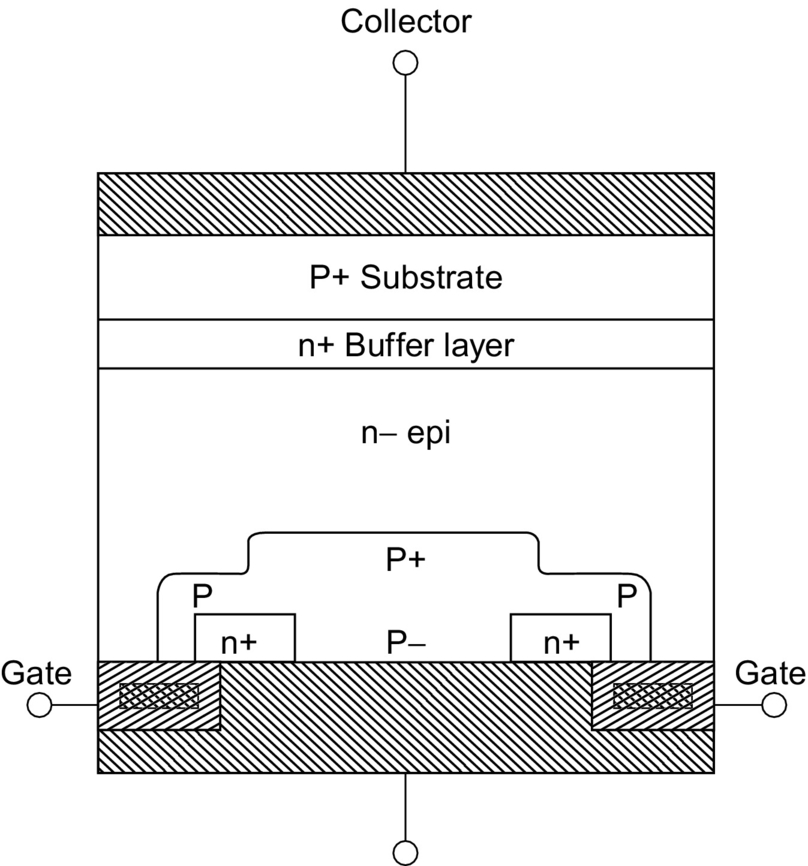 Collector
P+ Substrate
n+ Buffer layer
n– epi
P+
P
P
n+
P–
n+
Gate
Gate